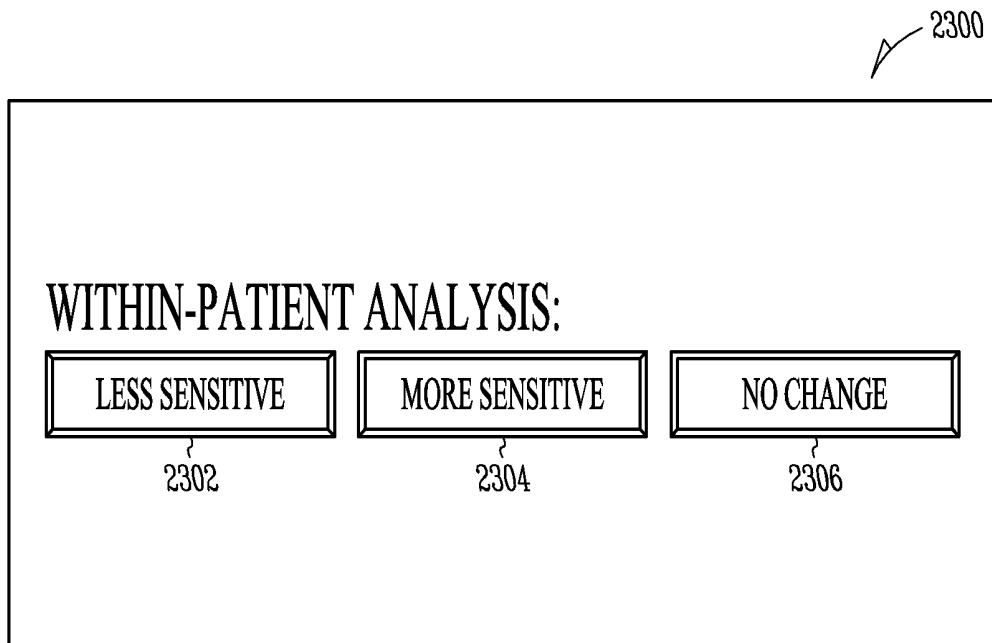 2300
WITHIN-PATIENT ANALYSIS:
LESS SENSITIVE MORE SENSITIVE NO CHANGE
2302 2304 2306